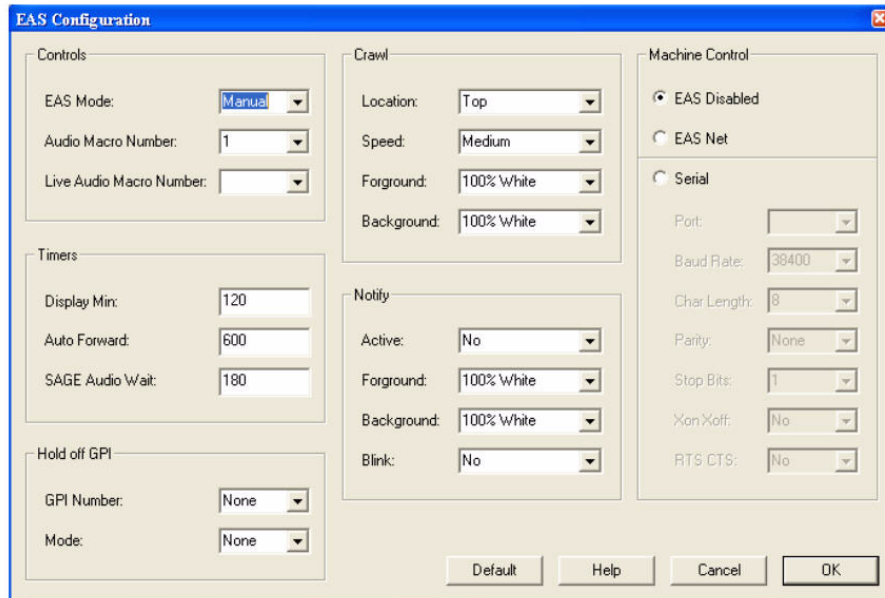 EAS Configuration
Controls
EAS Mode: Manual
Audio Macro Number: 1
Live Audio Macro Number:
Timers
Display Min: 120
Auto Forward: 600
SAGE Audio Wait: 180
Hold off GPI
GPI Number: None
Mode: None
Crawl
Location: Top
Speed: Medium
Forground: 100% White
Background: 100% White
Notify
Active: No
Forground: 100% White
Background: 100% White
Blink: No
Machine Control
EAS Disabled
EAS Net
Serial
Port:
Baud Rate: 38400
Char Length: 8
Parity: None
Stop Bits: 1
Xon Xoff: No
RTS CTS: No
Default Help Cancel OK